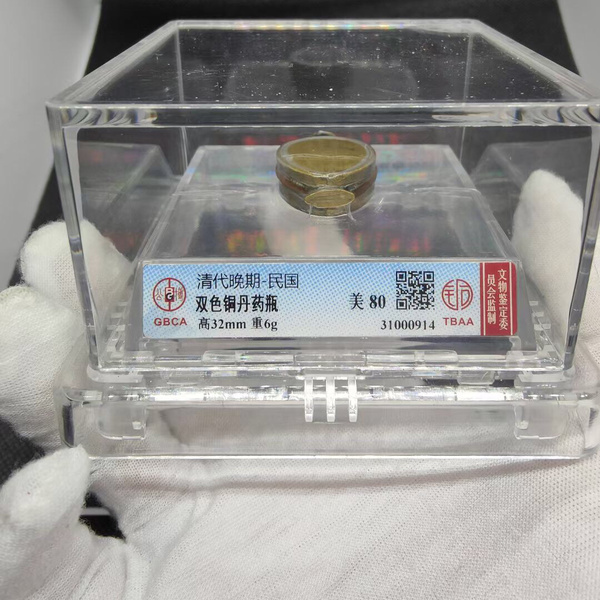 清代晚期-民国
双色铜丹药瓶
高32mm 重6g
美 80
31000914
GBCA
TBAA
文物鉴定委
员会监制